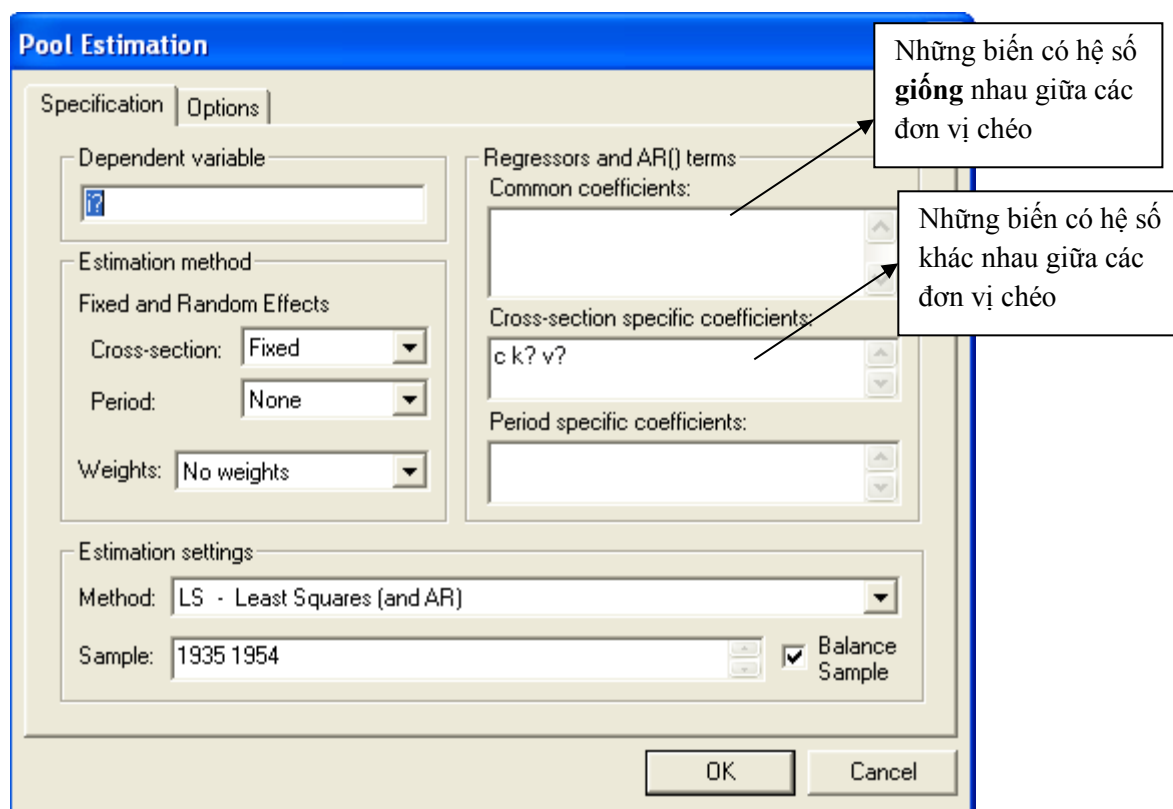 Pool Estimation
Specification
Options
Dependent variable
i?
Estimation method
Fixed and Random Effects
Cross-section: Fixed
Period: None
Weights: No weights
Regressors and AR() terms
Common coefficients:
Cross-section specific coefficients:
c k? v?
Period specific coefficients:
Estimation settings
Method: LS - Least Squares (and AR)
Sample: 1935 1954
Balance
Sample
OK
Cancel
Những biến có hệ số
giống nhau giữa các
đơn vị chéo
Những biến có hệ số
khác nhau giữa các
đơn vị chéo